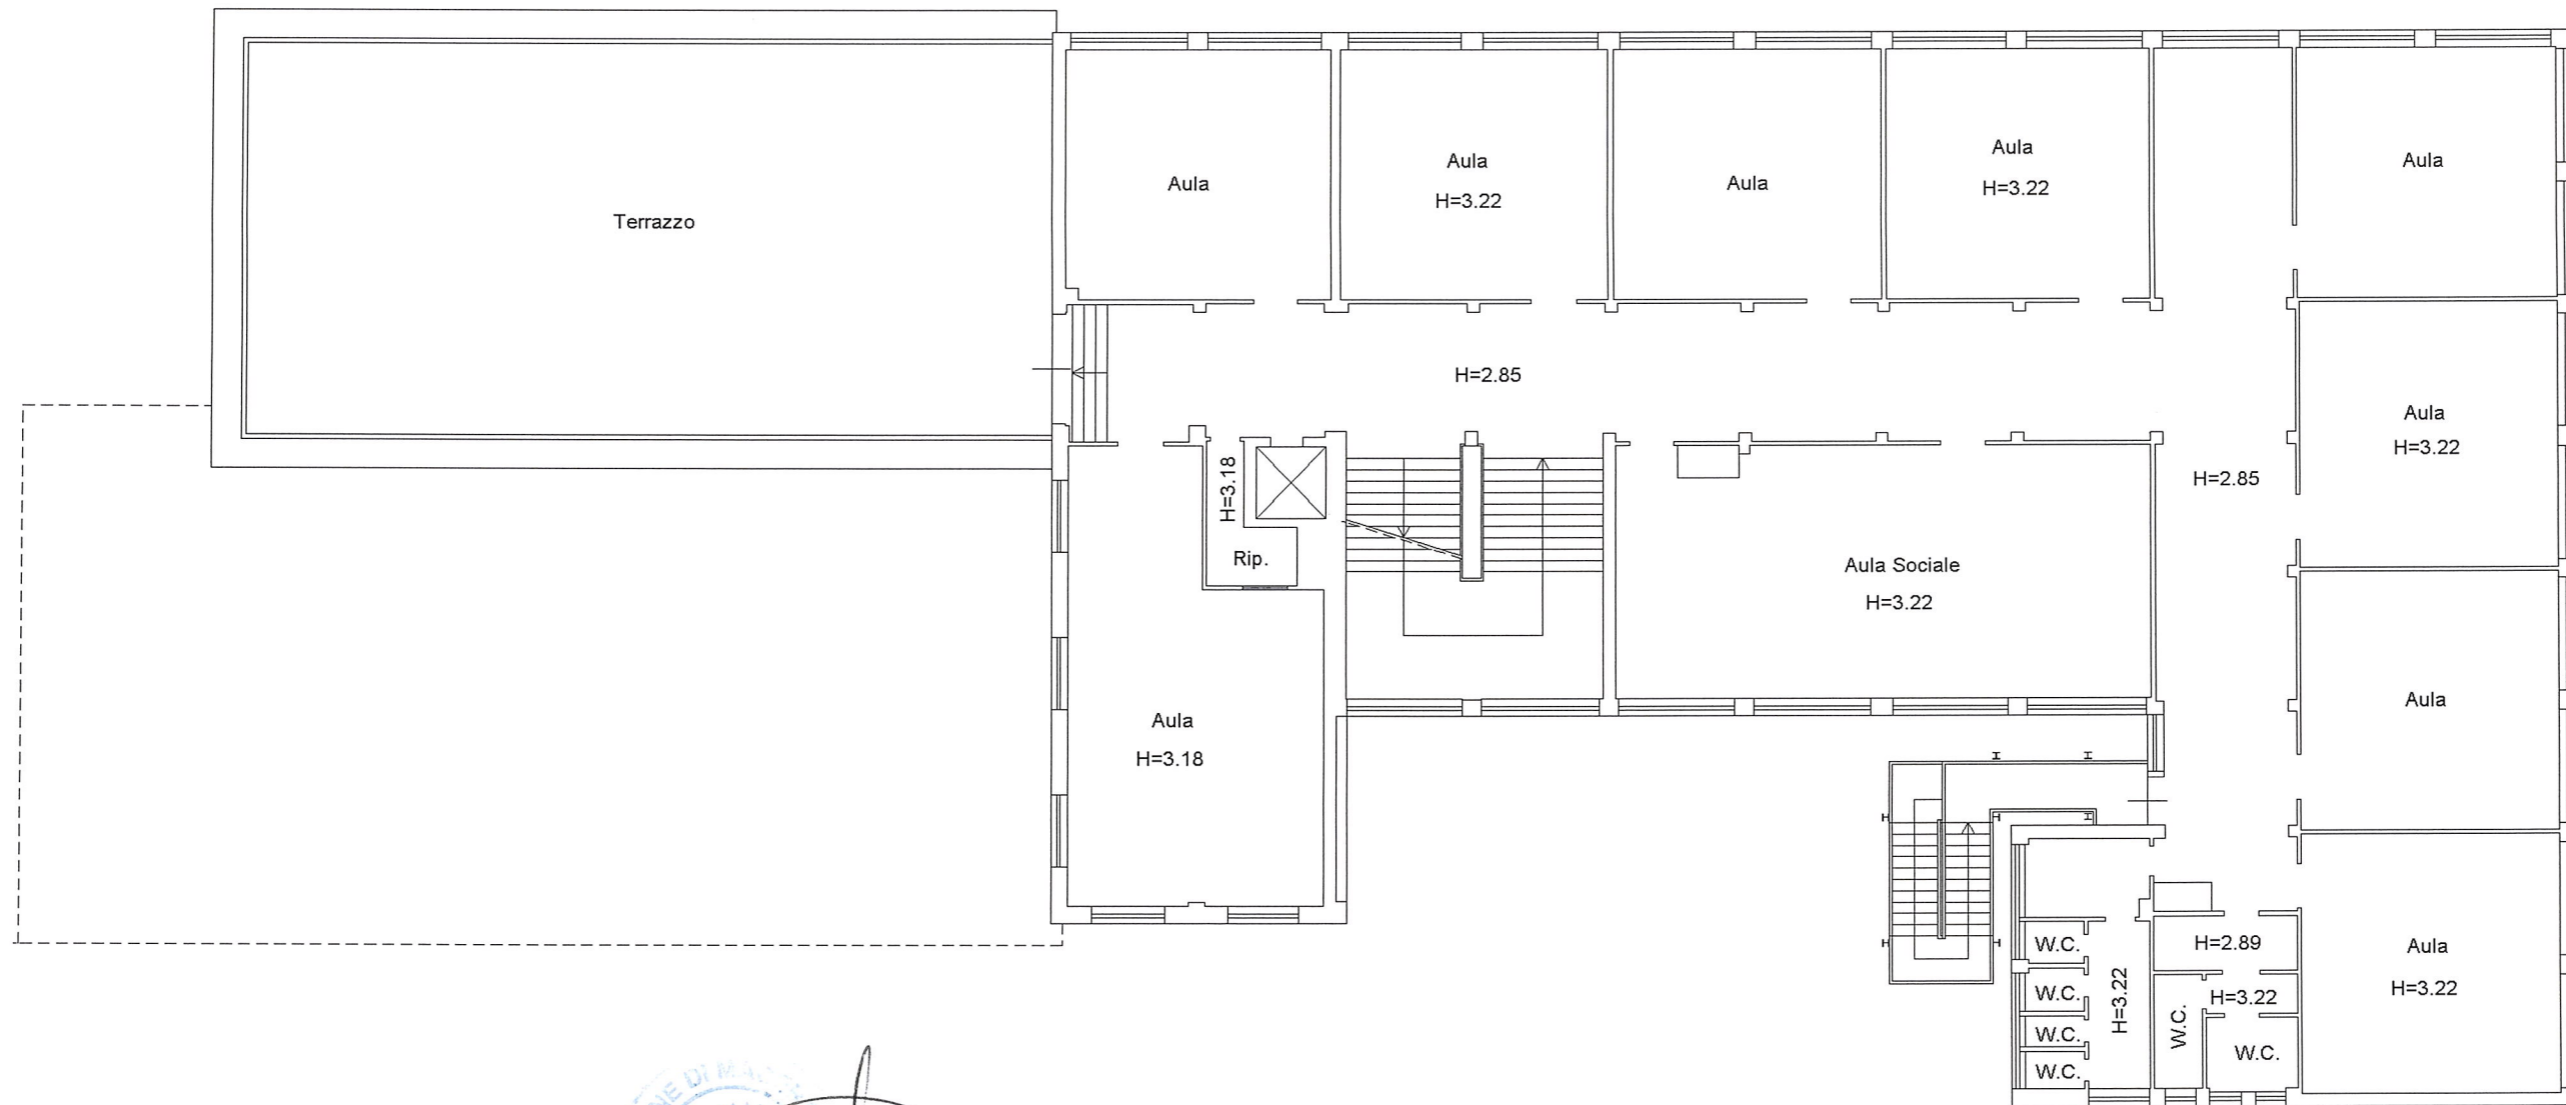 Terrazzo
Aula
Aula
H=3.22
Aula
Aula
H=3.22
Aula
H=2.85
Aula
H=3.22
H=2.85
H=3.18
Rip.
Aula Sociale
H=3.22
Aula
H=3.18
Aula
W.C.
W.C.
W.C.
W.C.
H=3.22
H=2.89
H=3.22
W.C.
W.C.
Aula
H=3.22
DI